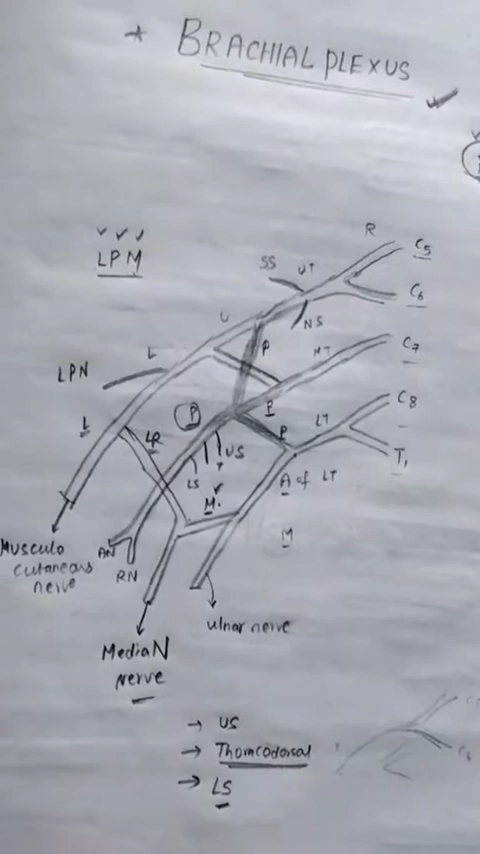 * BRACHIAL PLEXUS
LPM
R
C5
SS
UT
C6
NS
U
P
MT
C7
L
LPN
P
P
C8
L
LR
P
LT
US
T1
LS
T
A of LT
M.
M
Musculo
cutaneous
nerve
AN
RN
ulnar nerve
MediaN
nerve
→ US
→ Thorcodorsal
→ LS